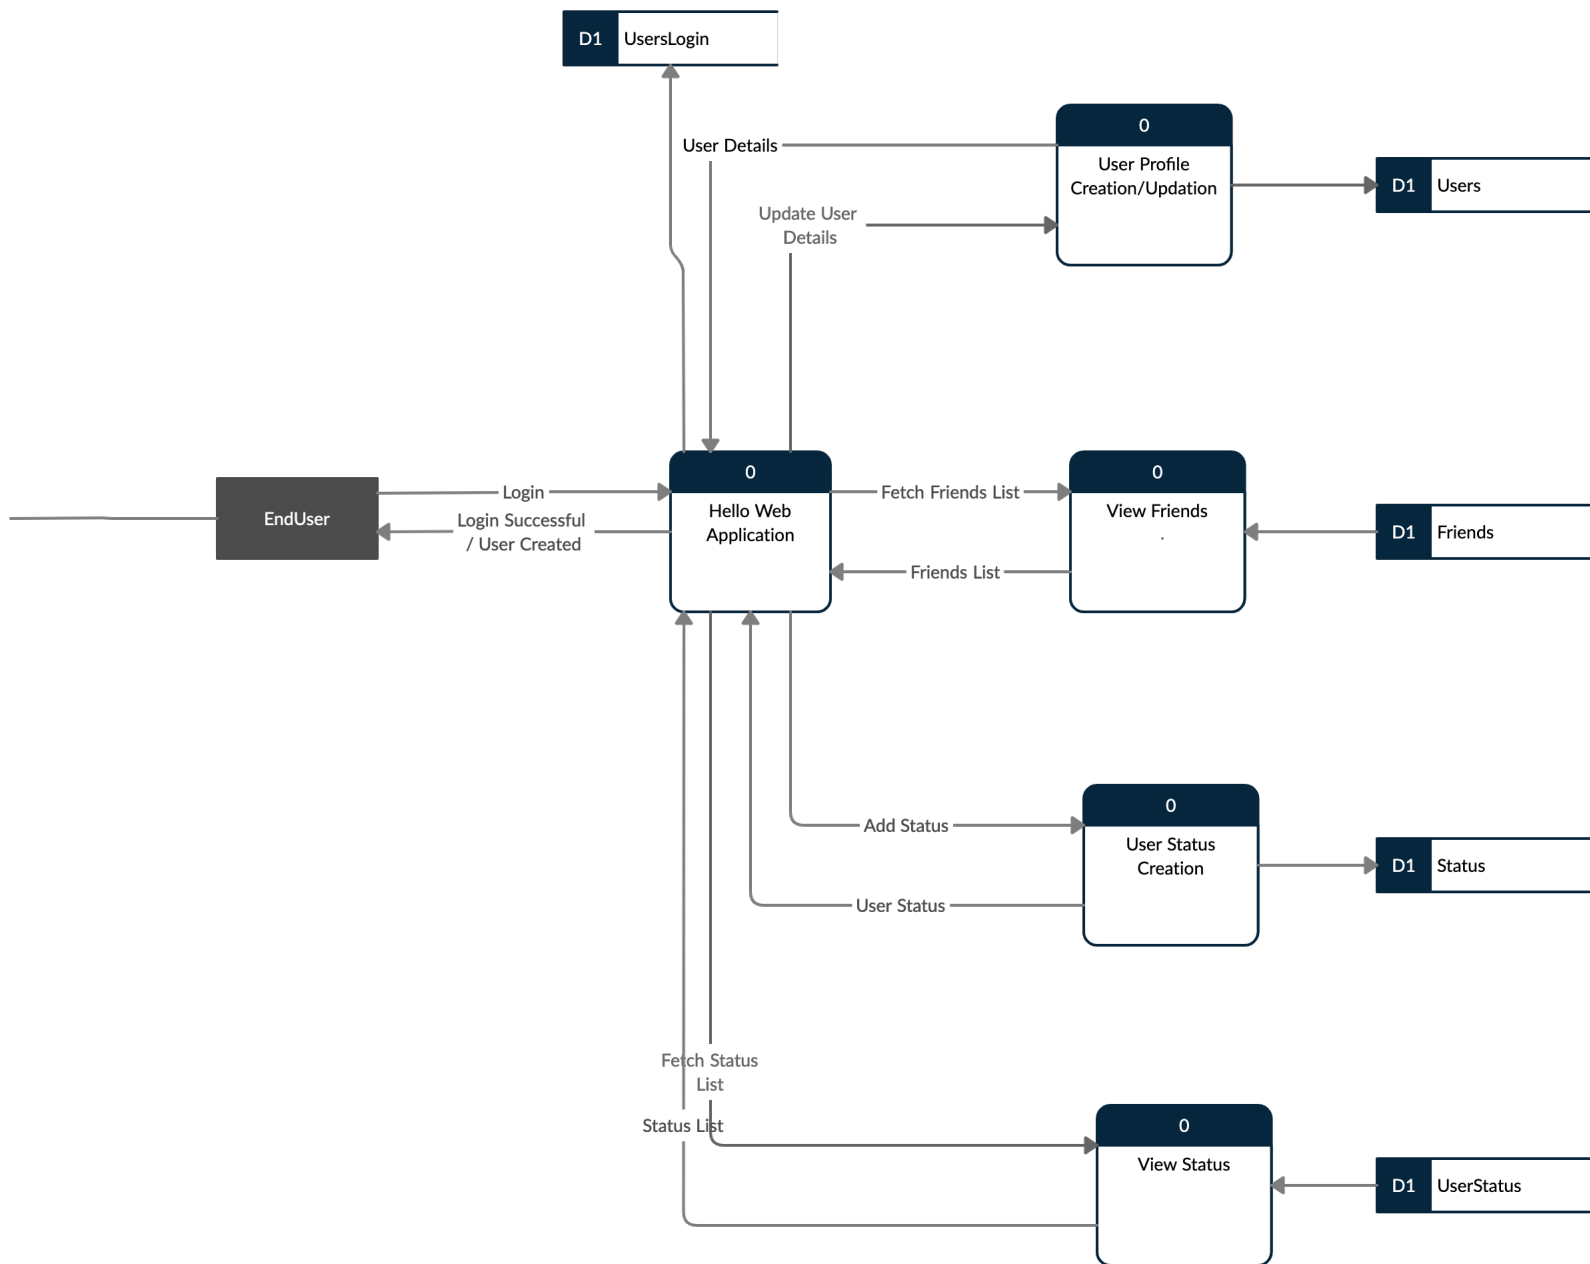 D1 UsersLogin
0
User Details
User Profile
Creation/Updation
D1 Users
Update User
Details
0
Login
Fetch Friends List
0
EndUser
Hello Web
Application
View Friends
.
Login Successful
/ User Created
D1 Friends
Friends List
0
Add Status
User Status
Creation
D1 Status
User Status
Fetch Status
List
Status List
0
View Status
D1 UserStatus